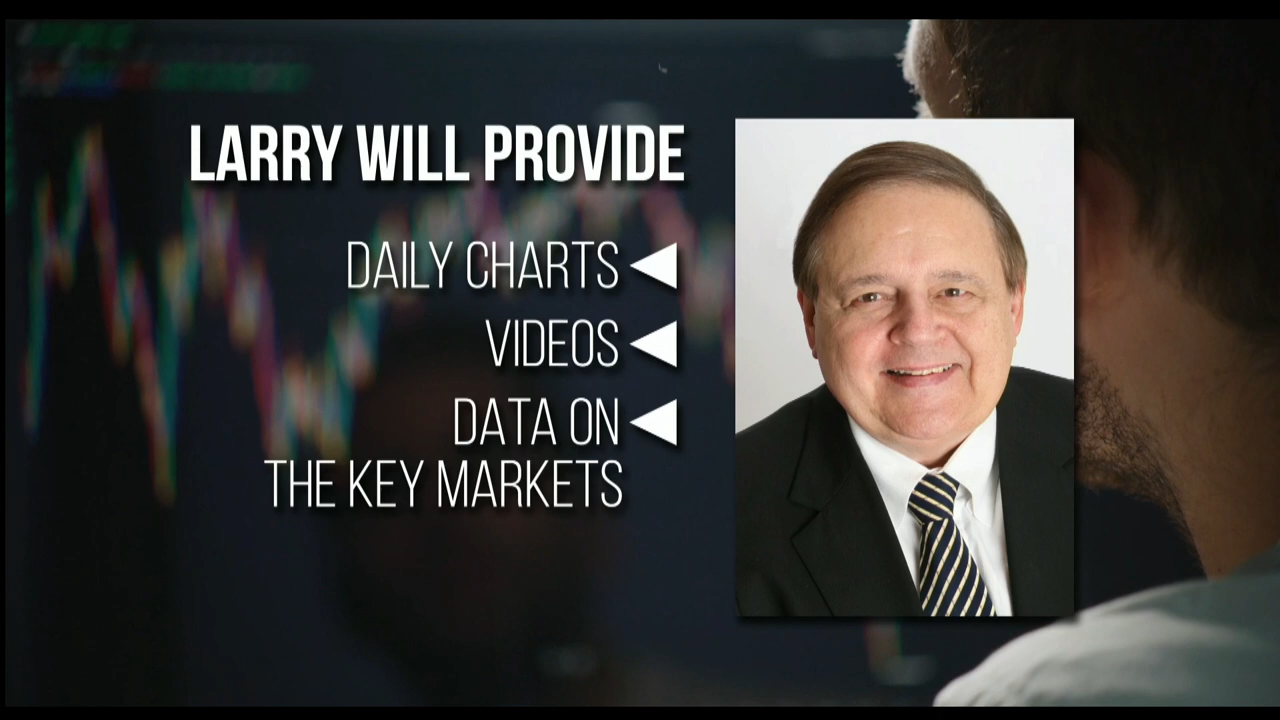 LARRY WILL PROVIDE
DAILY CHARTS
VIDEOS
DATA ON
THE KEY MARKETS